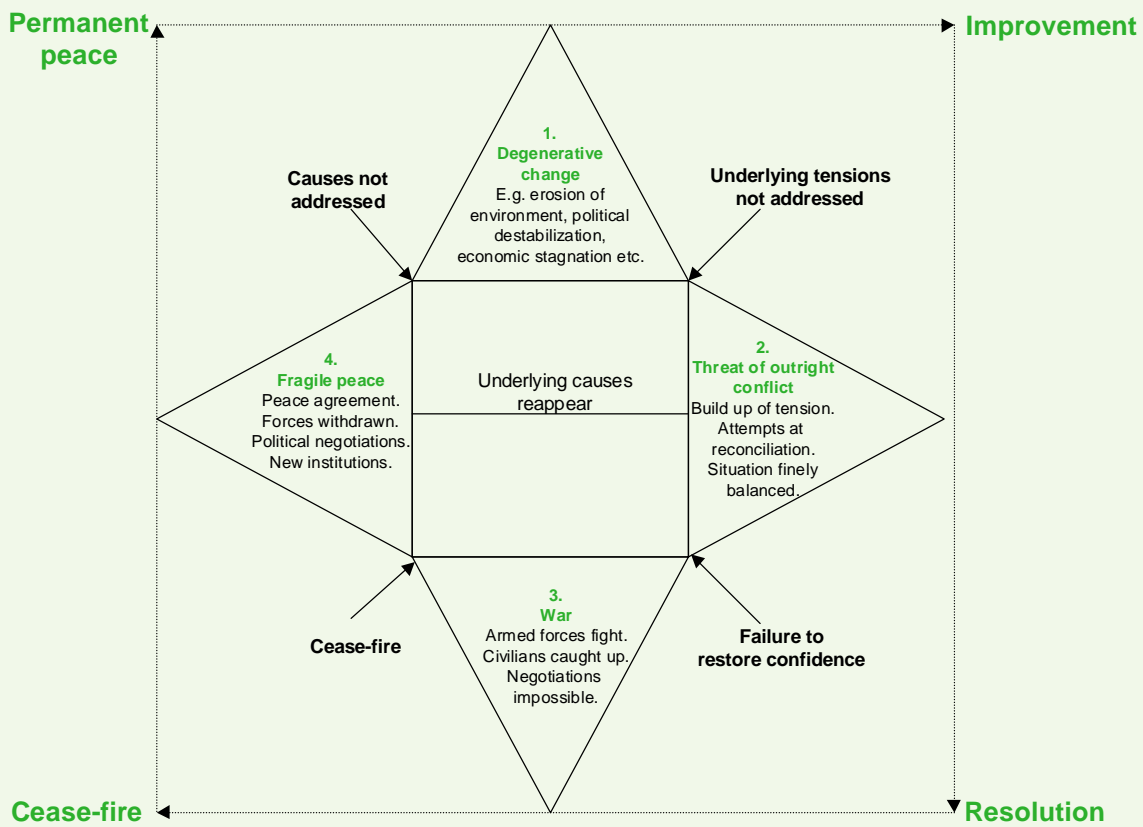 Permanent
peace
Improvement
1.
Degenerative
change
E.g. erosion of
environment, political
destabilization,
economic stagnation etc.
Causes not
addressed
Underlying tensions
not addressed
4.
Fragile peace
Peace agreement.
Forces withdrawn.
Political negotiations.
New institutions.
Underlying causes
reappear
2.
Threat of outright
conflict
Build up of tension.
Attempts at
reconciliation.
Situation finely
balanced.
3.
War
Armed forces fight.
Civilians caught up.
Negotiations
impossible.
Cease-fire
Failure to
restore confidence
Cease-fire
Resolution